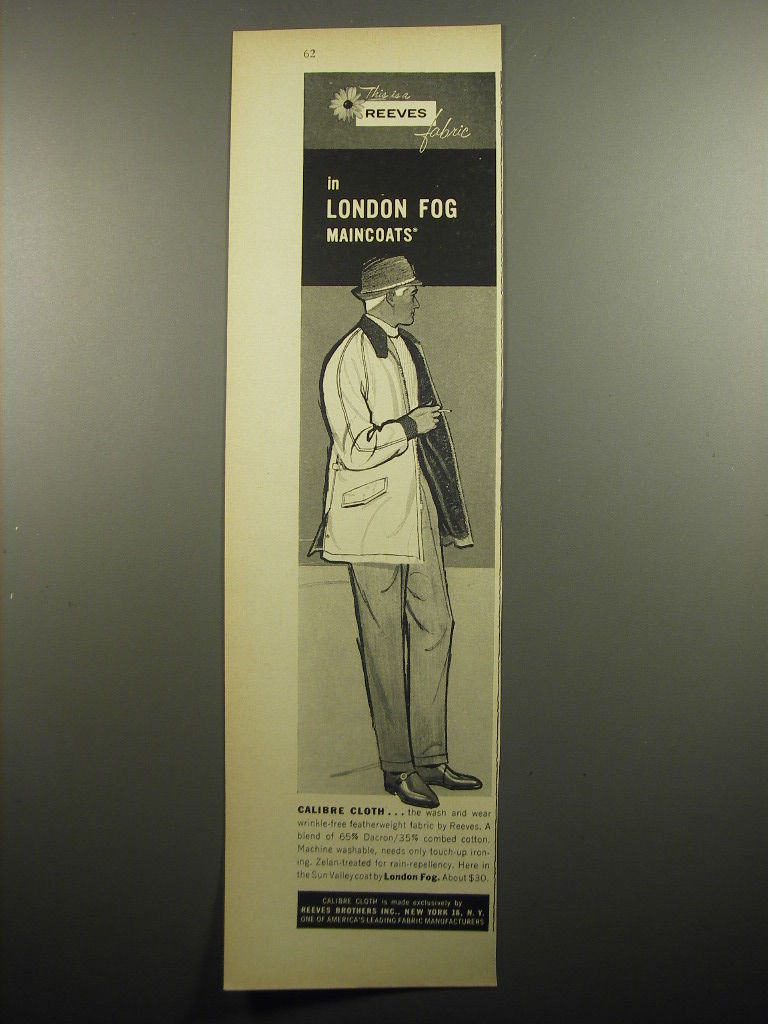 62
This is a
REEVES
fabric
in
LONDON FOG
MAINCOATS®
CALIBRE CLOTH... the wash and wear
wrinkle-free featherweight fabric by Reeves. A
blend of 65% Dacron/35% combed cotton.
Machine washable, needs only touch-up iron-
ing. Zelan-treated for rain-repellency. Here in
the Sun Valley coat by London Fog. About $30.
CALIBRE CLOTH is made exclusively by
REEVES BROTHERS INC., NEW YORK 18, N. Y.
ONE OF AMERICA'S LEADING FABRIC MANUFACTURERS